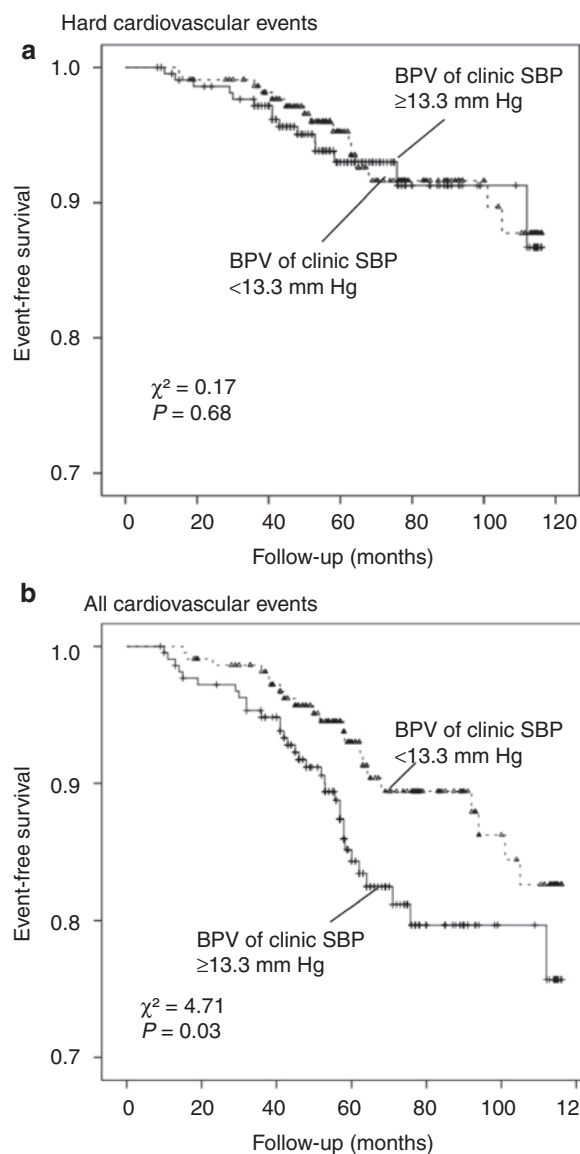 Hard cardiovascular events
a
1.0
0.9
0.8
0.7
Event-free survival
BPV of clinic SBP
≥13.3 mm Hg
BPV of clinic SBP
<13.3 mm Hg
χ² = 0.17
P = 0.68
0 20 40 60 80 100 120
Follow-up (months)
b
All cardiovascular events
1.0
0.9
0.8
0.7
Event-free survival
BPV of clinic SBP
<13.3 mm Hg
BPV of clinic SBP
≥13.3 mm Hg
χ² = 4.71
P = 0.03
0 20 40 60 80 100 120
Follow-up (months)